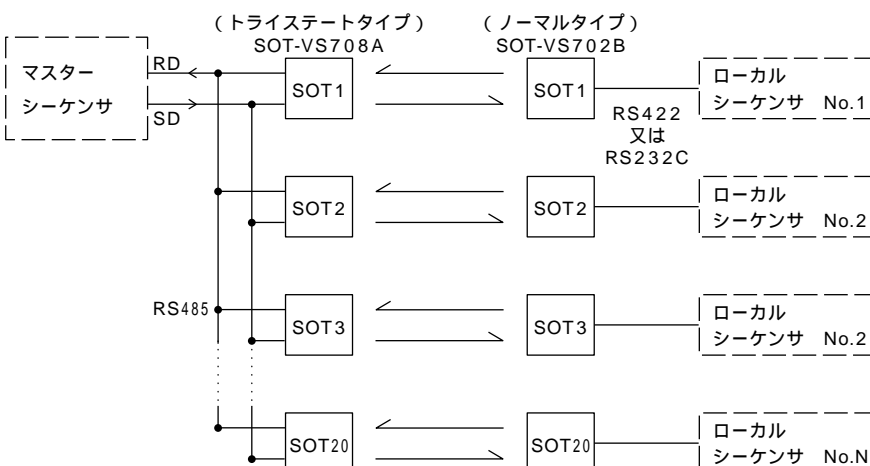 （トライステートタイプ）
SOT-VS708A
（ノーマルタイプ）
SOT-VS702B
マスター
シーケンサ
RD
SD
SOT1
SOT1
RS422
又は
RS232C
ローカル
シーケンサ No.1
SOT2
SOT2
ローカル
シーケンサ No.2
RS485
SOT3
SOT3
ローカル
シーケンサ No.2
SOT20
SOT20
ローカル
シーケンサ No.N